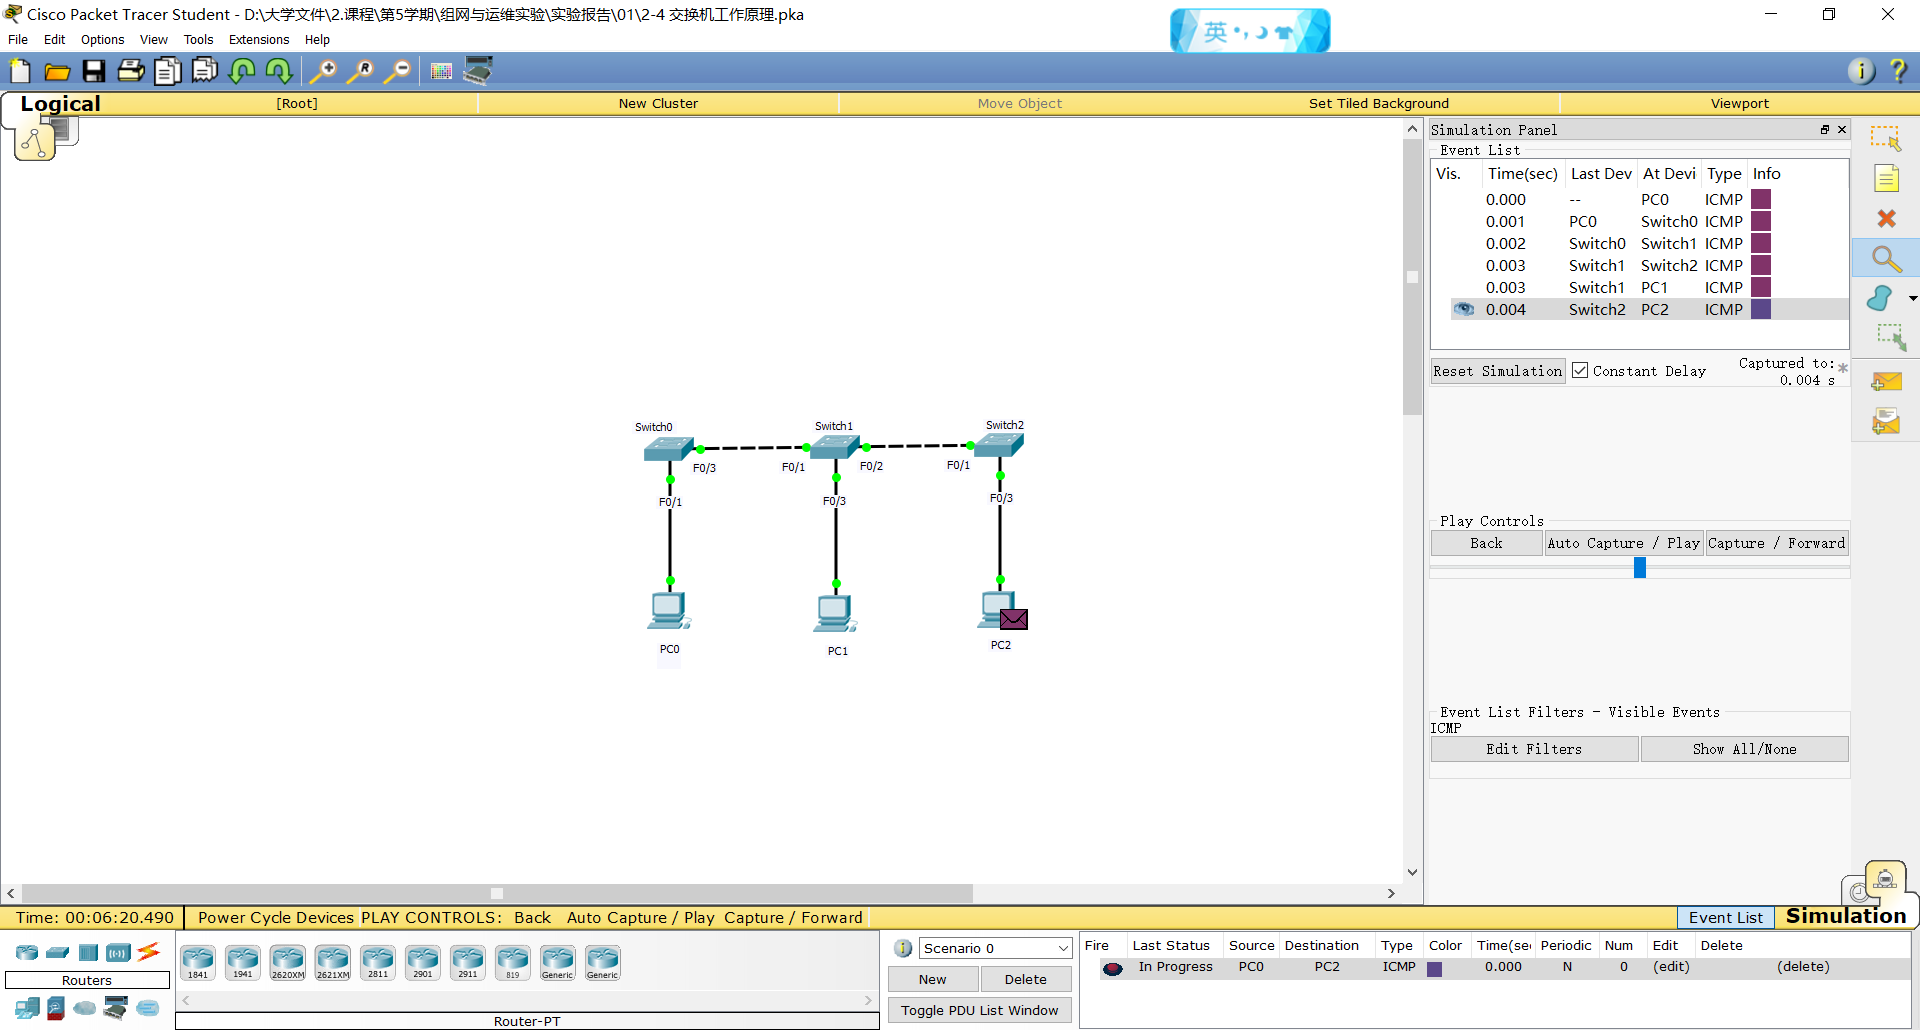 Cisco Packet Tracer Student - D:\大学文件\2.课程\第5学期\组网与运维实验\实验报告\01\2-4 交换机工作原理.pka
英
File Edit Options View Tools Extensions Help
Logical [Root] New Cluster Move Object Set Tiled Background Viewport
Simulation Panel
Event List
Vis. Time(sec) Last Dev At Devi Type Info
0.000 -- PC0 ICMP
0.001 PC0 Switch0 ICMP
0.002 Switch0 Switch1 ICMP
0.003 Switch1 Switch2 ICMP
0.003 Switch1 PC1 ICMP
0.004 Switch2 PC2 ICMP
Reset Simulation Constant Delay Captured to: *
0.004 s
Switch0 Switch1 Switch2
F0/3 F0/1 F0/2 F0/1
F0/1 F0/3 F0/3
PC0 PC1 PC2
Play Controls
Back Auto Capture / Play Capture / Forward
Event List Filters - Visible Events
ICMP
Edit Filters Show All/None
Time: 00:06:20.490 Power Cycle Devices PLAY CONTROLS: Back Auto Capture / Play Capture / Forward Event List Simulation
Routers
1841 1941 2620XM 2621XM 2811 2901 2911 819 Generic Generic
Router-PT
Scenario 0
New Delete
Toggle PDU List Window
Fire Last Status Source Destination Type Color Time(sec Periodic Num Edit Delete
In Progress PC0 PC2 ICMP 0.000 N 0 (edit) (delete)